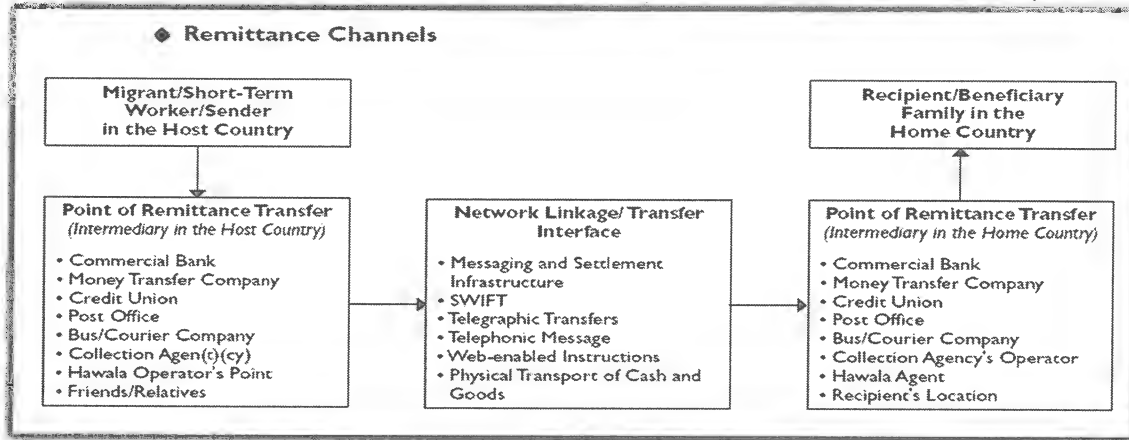 ◆ Remittance Channels
Migrant/Short-Term
Worker/Sender
in the Host Country
Recipient/Beneficiary
Family in the
Home Country
Point of Remittance Transfer
(Intermediary in the Host Country)
• Commercial Bank
• Money Transfer Company
• Credit Union
• Post Office
• Bus/Courier Company
• Collection Agen(t)(cy)
• Hawala Operator's Point
• Friends/Relatives
Network Linkage/Transfer
Interface
• Messaging and Settlement
Infrastructure
• SWIFT
• Telegraphic Transfers
• Telephonic Message
• Web-enabled Instructions
• Physical Transport of Cash and
Goods
Point of Remittance Transfer
(Intermediary in the Home Country)
• Commercial Bank
• Money Transfer Company
• Credit Union
• Post Office
• Bus/Courier Company
• Collection Agency's Operator
• Hawala Agent
• Recipient's Location